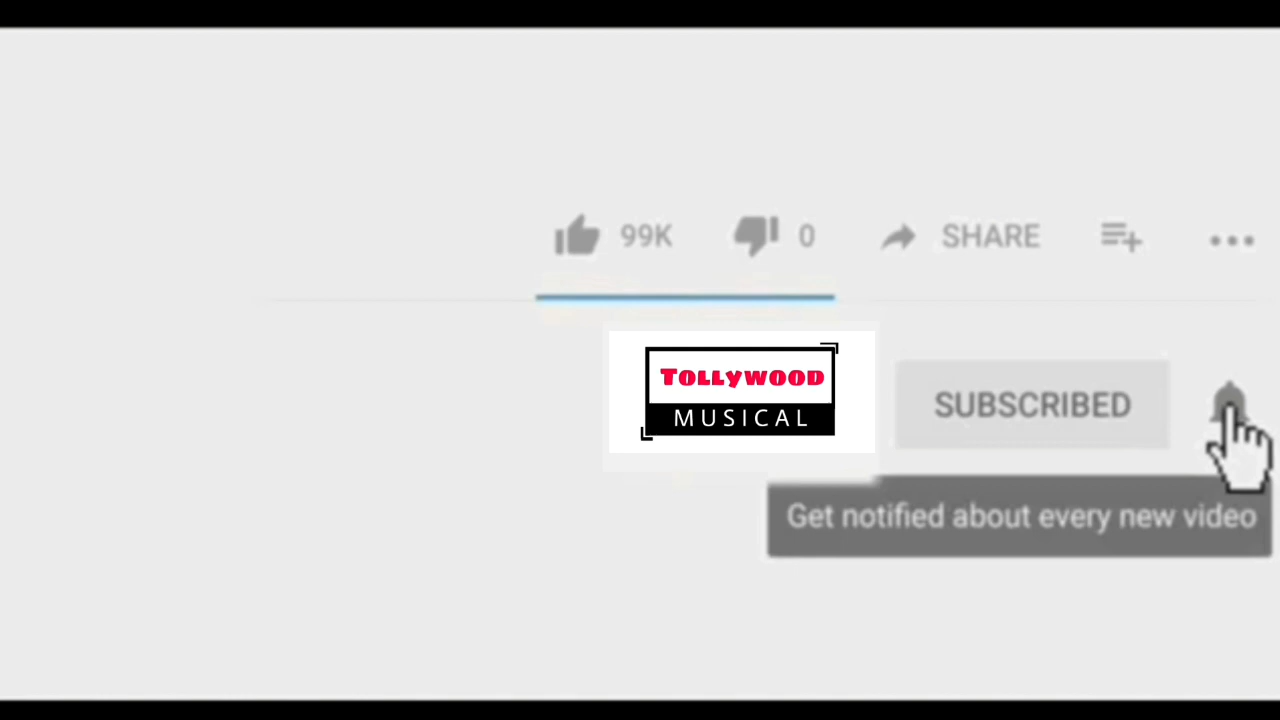 99K 0 SHARE
TOLLYWOOD
MUSICAL
SUBSCRIBED
Get notified about every new video